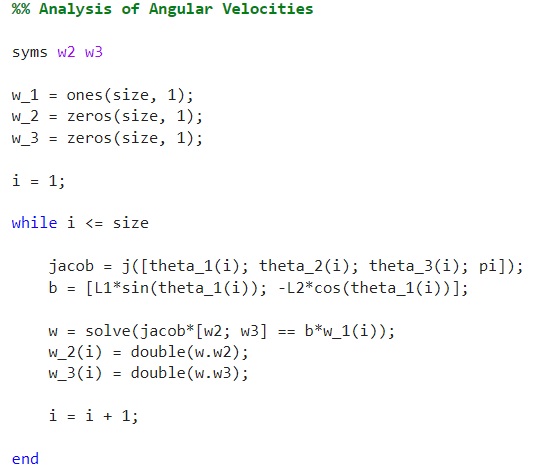 %% Analysis of Angular Velocities
syms w2 w3
w_1 = ones(size, 1);
w_2 = zeros(size, 1);
w_3 = zeros(size, 1);
i = 1;
while i <= size
jacob = j([theta_1(i); theta_2(i); theta_3(i); pi]);
b = [L1*sin(theta_1(i)); -L2*cos(theta_1(i))];
w = solve(jacob*[w2; w3] == b*w_1(i));
w_2(i) = double(w.w2);
w_3(i) = double(w.w3);
i = i + 1;
end